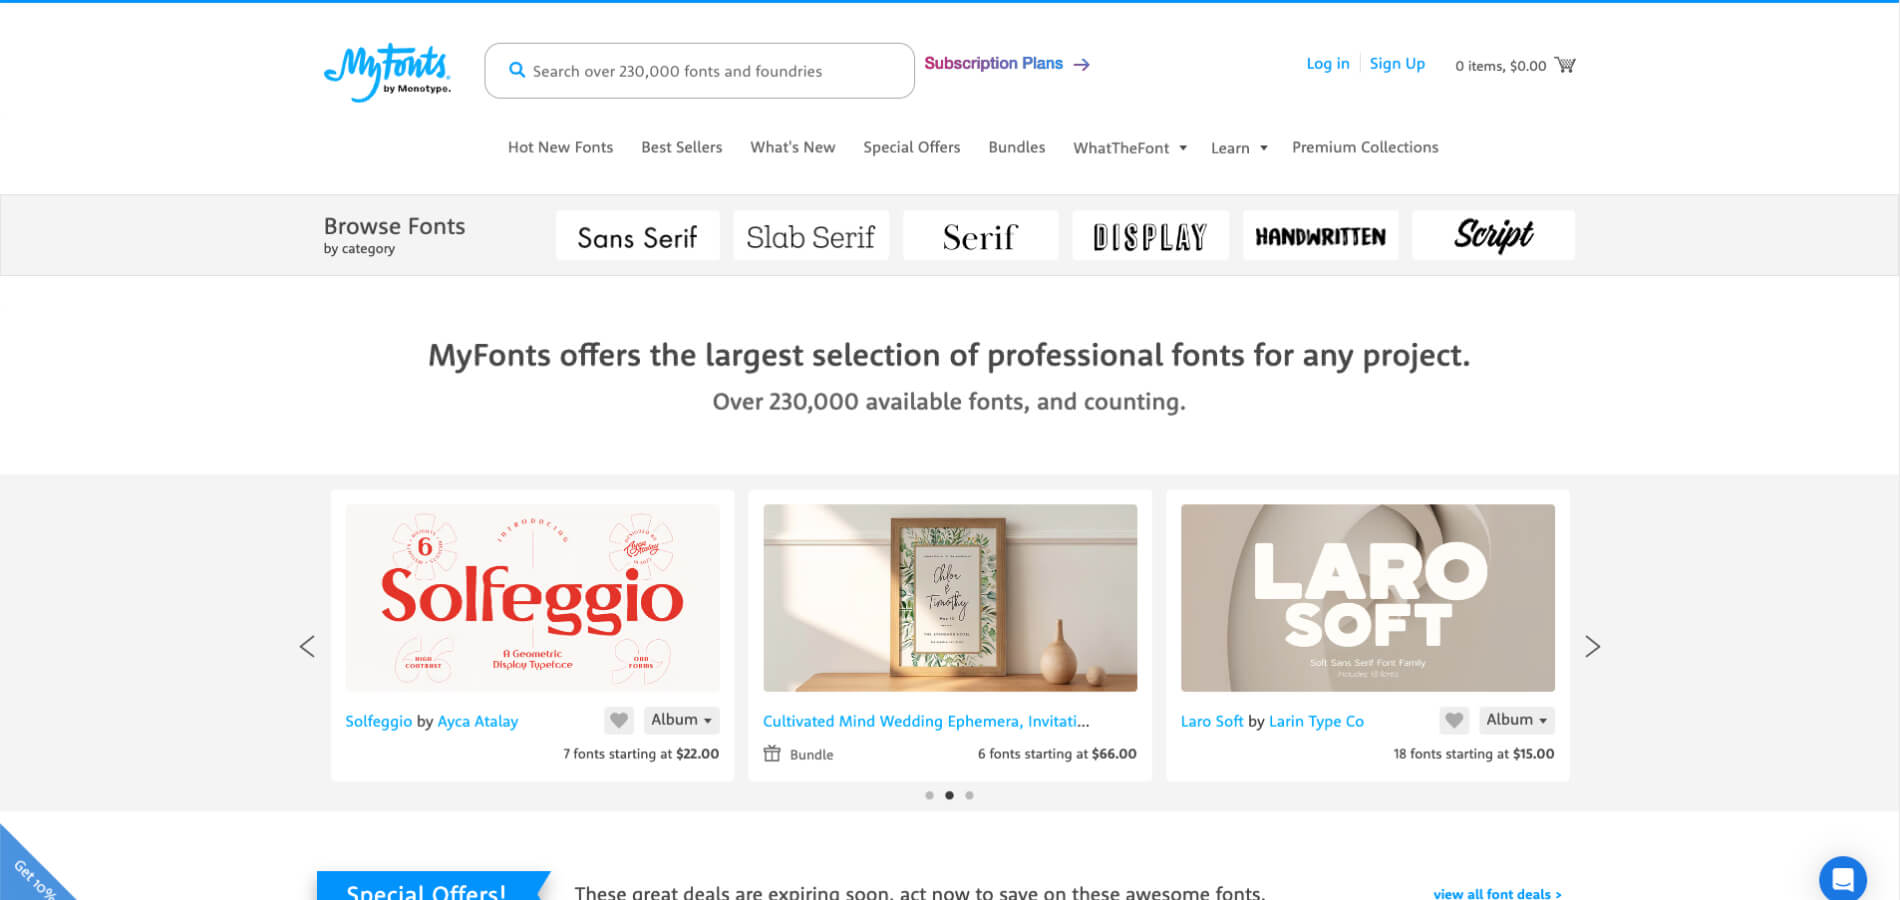 MyFonts
by Monotype.
Search over 230,000 fonts and foundries
Subscription Plans
Log in
Sign Up
0 items, $0.00
Hot New Fonts
Best Sellers
What's New
Special Offers
Bundles
WhatTheFont
Learn
Premium Collections
Browse Fonts
by category
Sans Serif
Slab Serif
Serif
DISPLAY
HANDWRITTEN
Script
MyFonts offers the largest selection of professional fonts for any project.
Over 230,000 available fonts, and counting.
INTRODUCING
6
Ayca Atalay
Solfeggio
HIGH
CONTRAST
A Geometric
Display Typeface
ODD
FORMS
Chloe
&
Timothy
LARO
SOFT
Soft Sans Serif Font Family
Includes 18 fonts
Solfeggio by Ayca Atalay
Album
7 fonts starting at $22.00
Cultivated Mind Wedding Ephemera, Invitati...
Bundle
6 fonts starting at $66.00
Laro Soft by Larin Type Co
Album
18 fonts starting at $15.00
Get 10%
Special Offers!
These great deals are expiring soon, act now to save on these awesome fonts.
view all font deals >